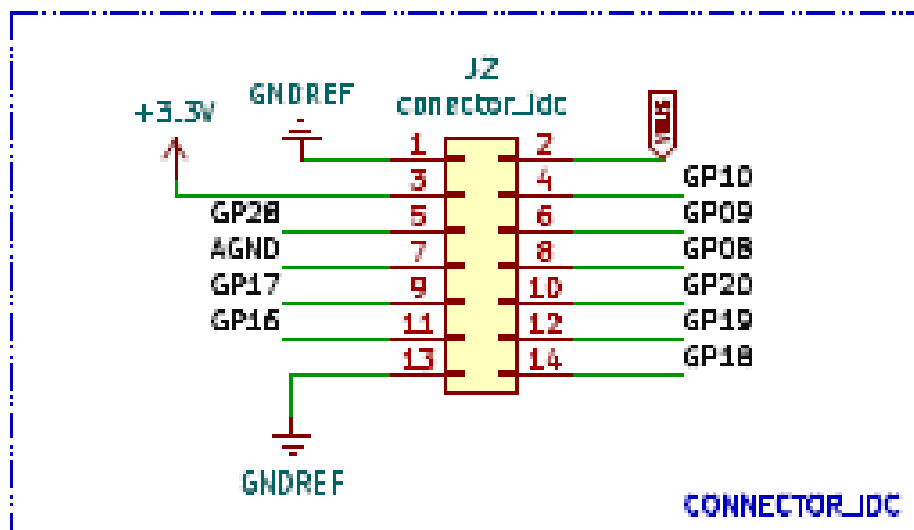 J2
GNDREF
conector_idc
+3.3V
1
2
3
4
GP10
GP28
5
6
GP09
AGND
7
8
GP08
GP17
9
10
GP20
GP16
11
12
GP19
13
14
GP18
GNDREF
CONNECTOR_IDC